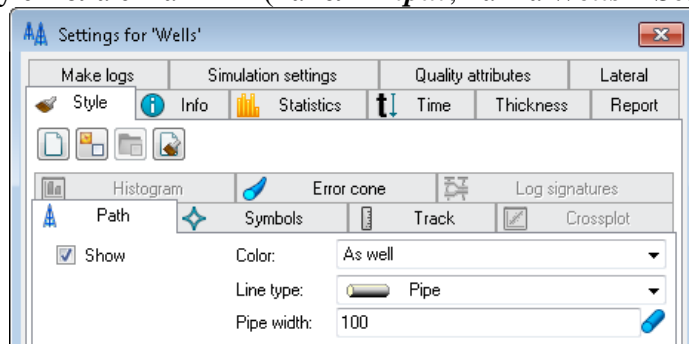 Settings for 'Wells'
Make logs Simulation settings Quality attributes Lateral
Style Info Statistics Time Thickness Report
Histogram Error cone Log signatures
Path Symbols Track Crossplot
Show Color: As well
Line type: Pipe
Pipe width: 100